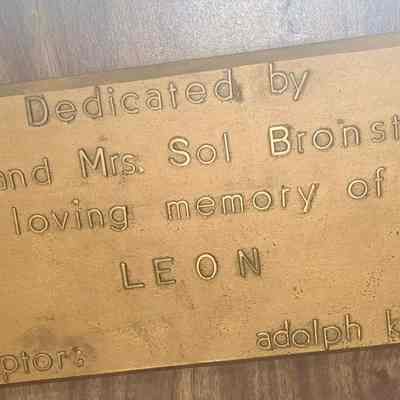 Dedicated by
and Mrs. Sol Bronst
loving memory of
LEON
ptor: adolph k